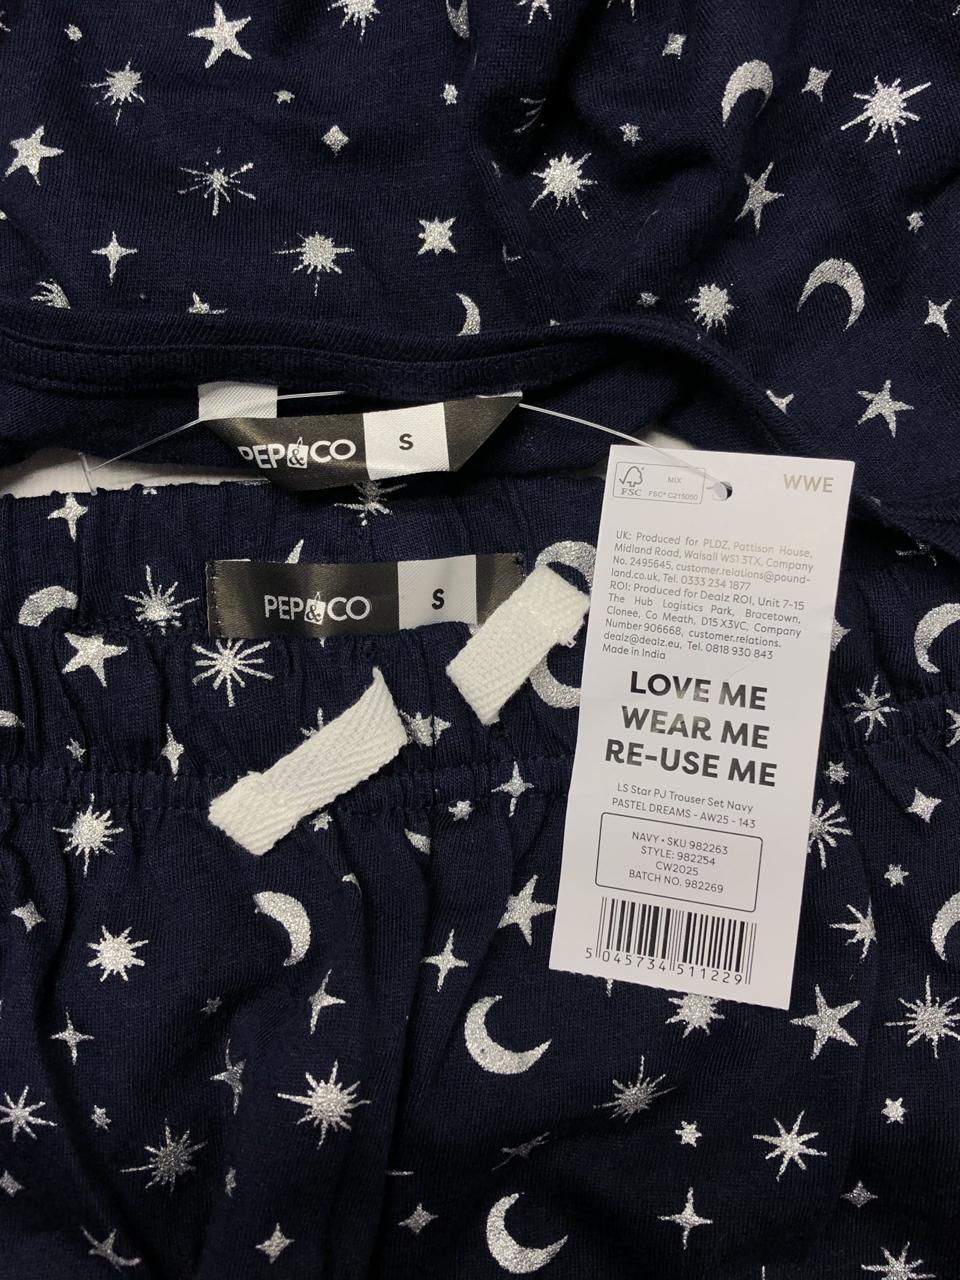 PEP&CO
S
PEP&CO
S
FSC
MIX
FSC® C215050
WWE
UK: Produced for PLDZ, Pattison House,
Midland Road, Walsall WS1 3TX, Company
No. 2495645, customer.relations@pound-
land.co.uk, Tel. 0333 234 1877
ROI: Produced for Dealz ROI, Unit 7-15
The Hub Logistics Park, Bracetown,
Clonee, Co Meath, D15 X3VC, Company
Number 906668, customer.relations.
dealz@dealz.eu, Tel. 0818 930 843
Made in India
LOVE ME
WEAR ME
RE-USE ME
LS Star PJ Trouser Set Navy
PASTEL DREAMS - AW25 - 143
NAVY • SKU 982263
STYLE: 982254
CW2025
BATCH NO. 982269
5 045734 511229